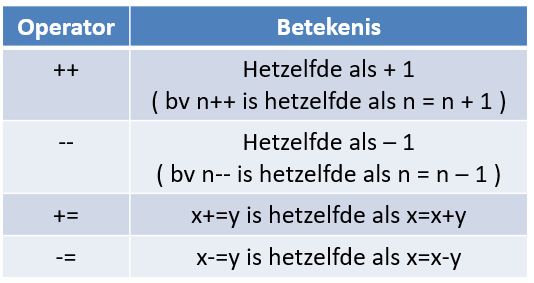 Operator Betekenis
++ Hetzelfde als + 1
( bv n++ is hetzelfde als n = n + 1 )
-- Hetzelfde als – 1
( bv n-- is hetzelfde als n = n – 1 )
+= x+=y is hetzelfde als x=x+y
-= x-=y is hetzelfde als x=x-y